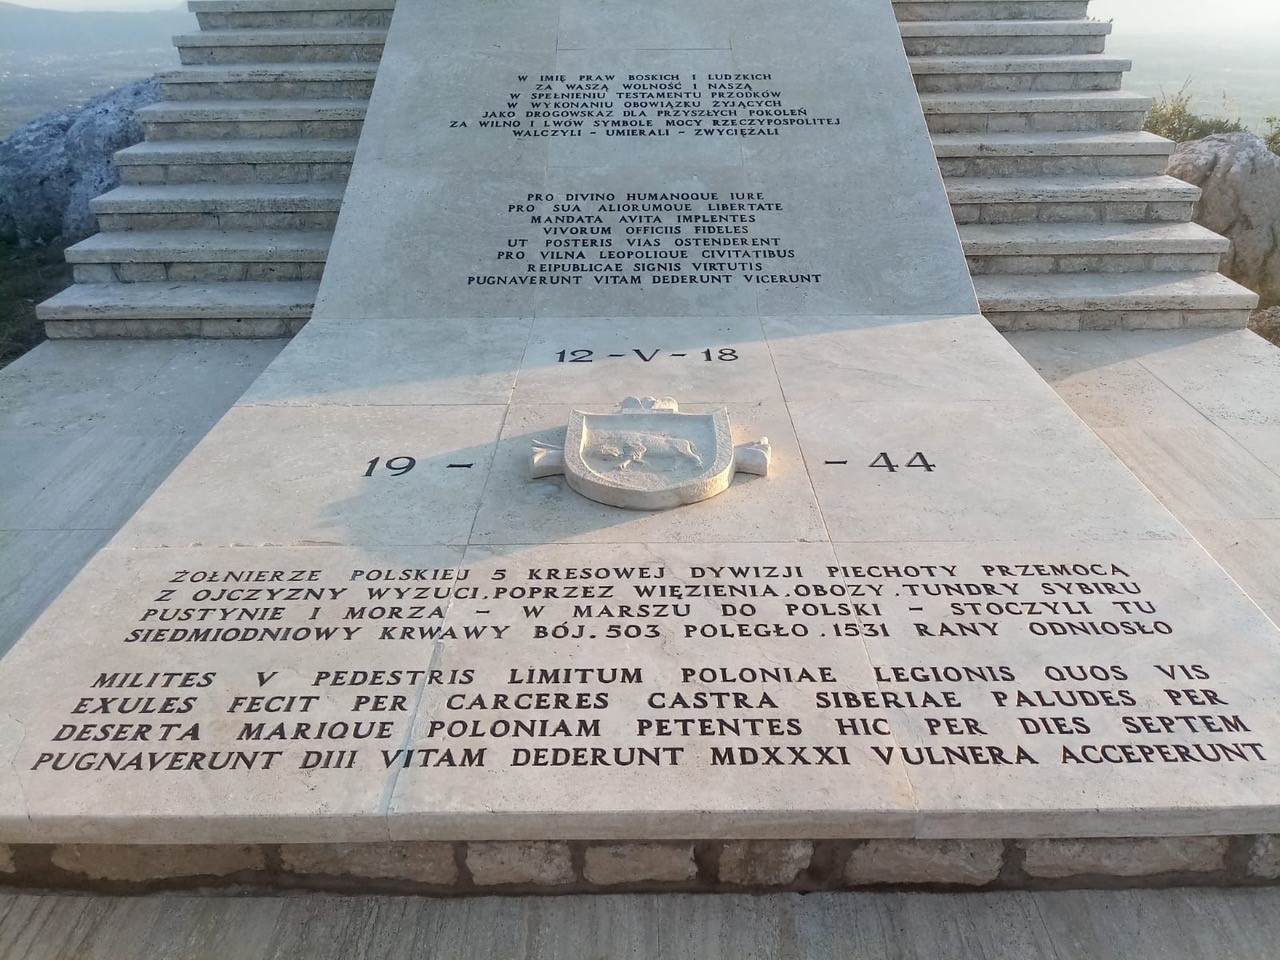 W IMIĘ PRAW BOSKICH I LUDZKICH
ZA WASZĄ WOLNOŚĆ I NASZĄ
W SPEŁNIENIU TESTAMENTU PRZODKÓW
W WYKONANIU OBOWIĄZKU ŻYJĄCYCH
JAKO DROGOWSKAZ DLA PRZYSZŁYCH POKOLEŃ
ZA WILNO I LWÓW SYMBOLE MOCY RZECZYPOSPOLITEJ
WALCZYLI - UMIERALI - ZWYCIĘŻALI
PRO DIVINO HUMANOQUE IURE
PRO SUA ALIORUMQUE LIBERTATE
MANDATA AVITA IMPLENTES
VIVORUM OFFICIIS FIDELES
UT POSTERIS VIAS OSTENDERENT
PRO VILNA LEOPOLIQUE CIVITATIBUS
REIPUBLICAE SIGNIS VIRTUTIS
PUGNAVERUNT VITAM DEDERUNT VICERUNT
12 - V - 18
19 - - 44
ŻOŁNIERZE POLSKIEJ 5 KRESOWEJ DYWIZJI PIECHOTY PRZEMOCĄ
Z OJCZYZNY WYZUCI, POPRZEZ WIĘZIENIA, OBOZY, TUNDRY SYBIRU
PUSTYNIE I MORZA - W MARSZU DO POLSKI - STOCZYLI TU
SIEDMIODNIOWY KRWAWY BÓJ. 503 POLEGŁO. 1531 RANY ODNIOSŁO
MILITES V PEDESTRIS LIMITUM POLONIAE LEGIONIS QUOS VIS
EXULES FECIT PER CARCERES CASTRA SIBERIAE PALUDES PER
DESERTA MARIQUE POLONIAM PETENTES HIC PER DIES SEPTEM
PUGNAVERUNT DIII VITAM DEDERUNT MDXXXI VULNERA ACCEPERUNT